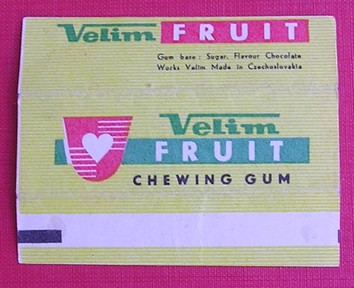 Velim FRUIT
Gum base: Sugar, Flavour Chocolate
Works Velim Made in Czechoslovakia
Velim
FRUIT
CHEWING GUM